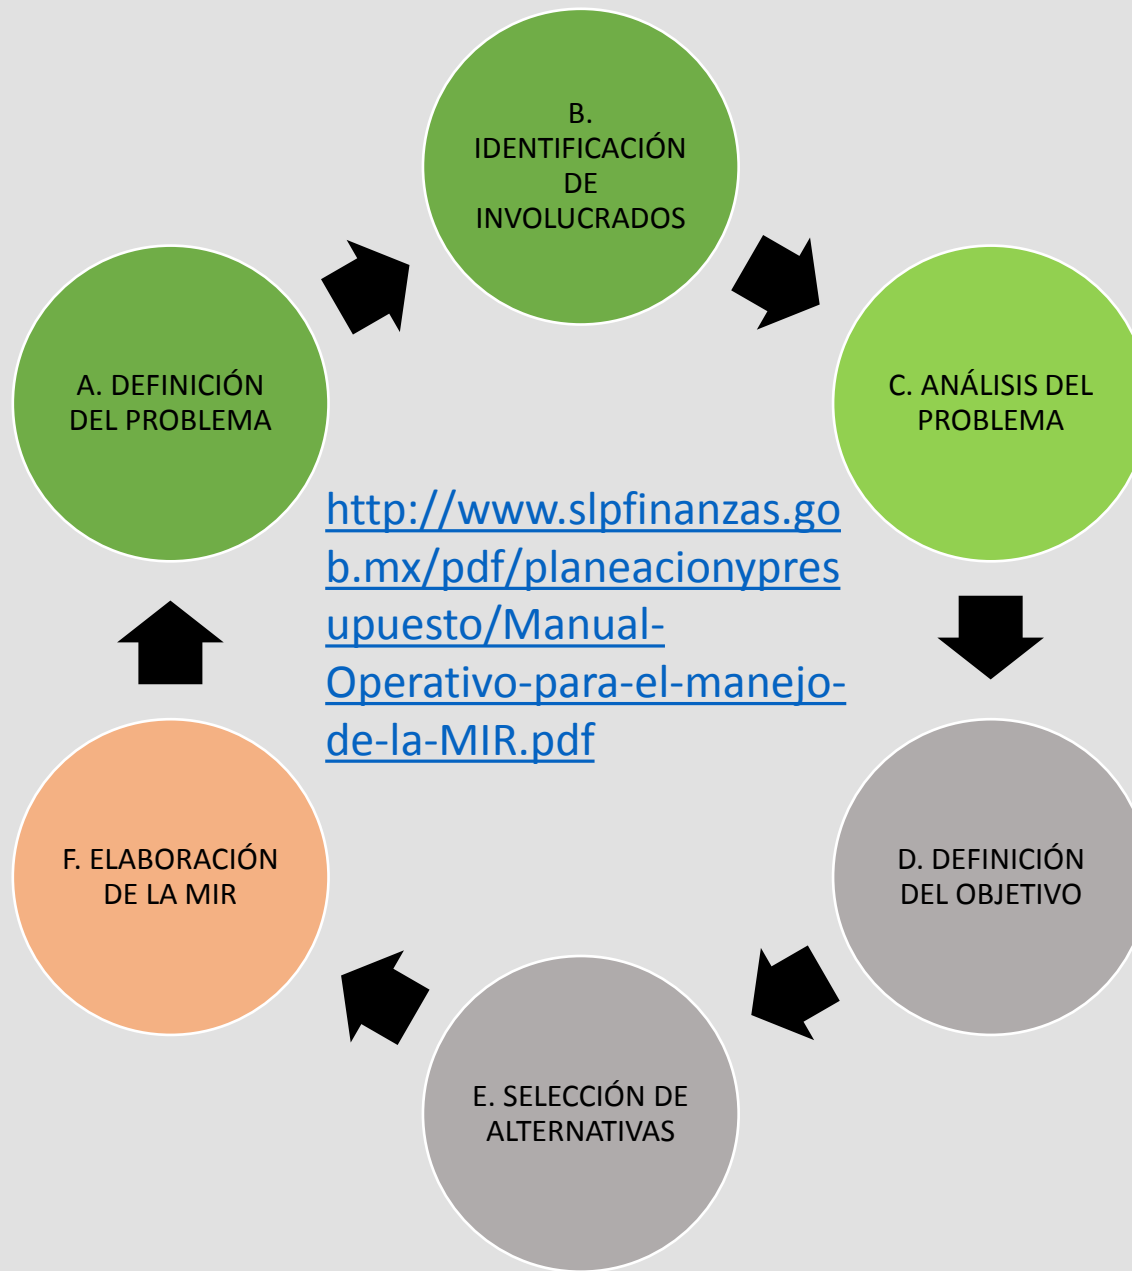 B.
IDENTIFICACIÓN
DE
INVOLUCRADOS
A. DEFINICIÓN
DEL PROBLEMA
C. ANÁLISIS DEL
PROBLEMA
http://www.slpfinanzas.go
b.mx/pdf/planeacionypres
upuesto/Manual-
Operativo-para-el-manejo-
de-la-MIR.pdf
F. ELABORACIÓN
DE LA MIR
D. DEFINICIÓN
DEL OBJETIVO
E. SELECCIÓN DE
ALTERNATIVAS